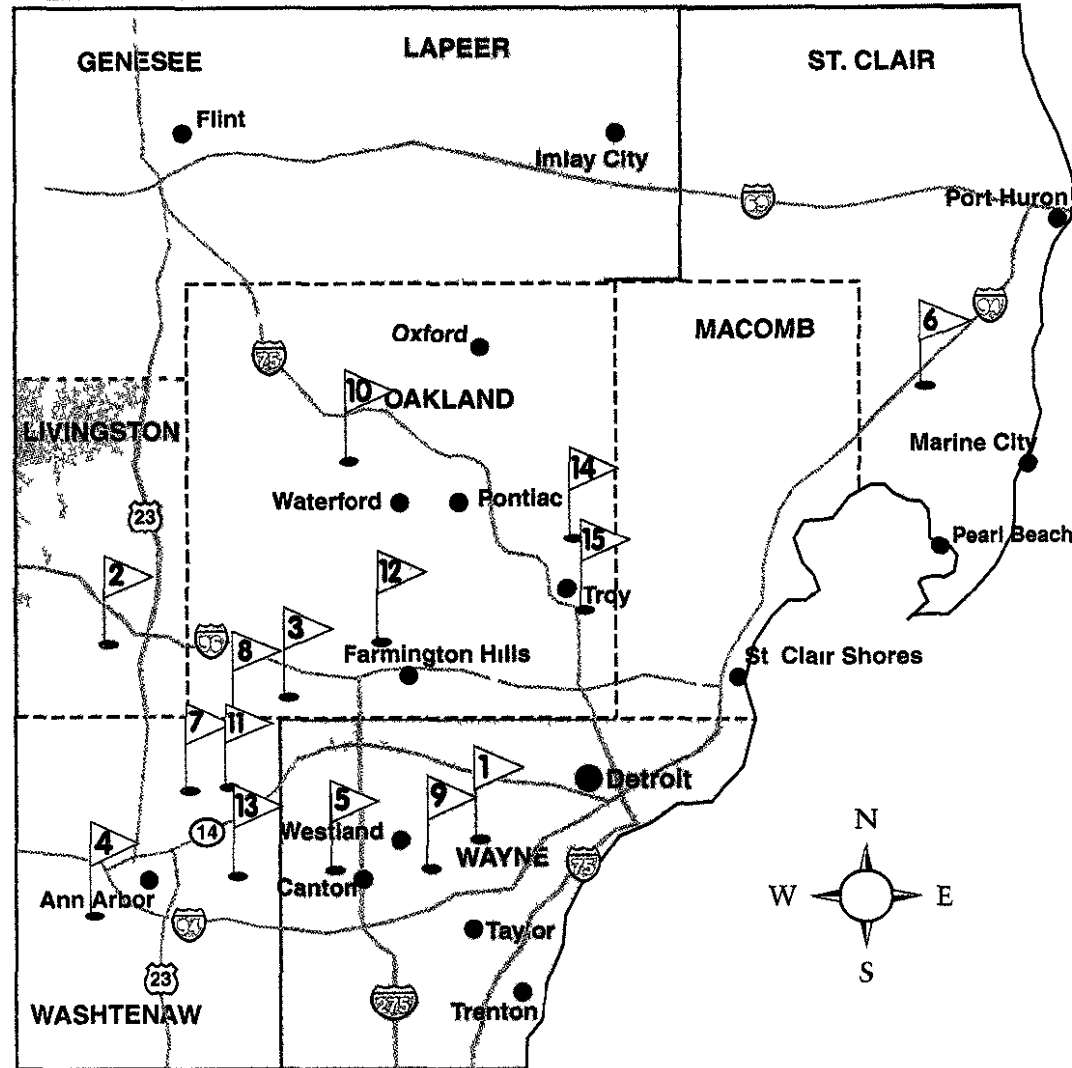 GENESEE
LAPEER
ST. CLAIR
Flint
Imlay City
69
Port Huron
94
6
MACOMB
Oxford
75
10
OAKLAND
LIVINGSTON
Marine City
14
Waterford
Pontiac
23
15
Pearl Beach
2
12
Troy
3
8
96
Farmington Hills
St Clair Shores
7
11
1
Detroit
13
5
9
14
Westland
4
WAYNE
75
Canton
Ann Arbor
N
W
E
S
94
Taylor
23
275
Trenton
WASHTENAW